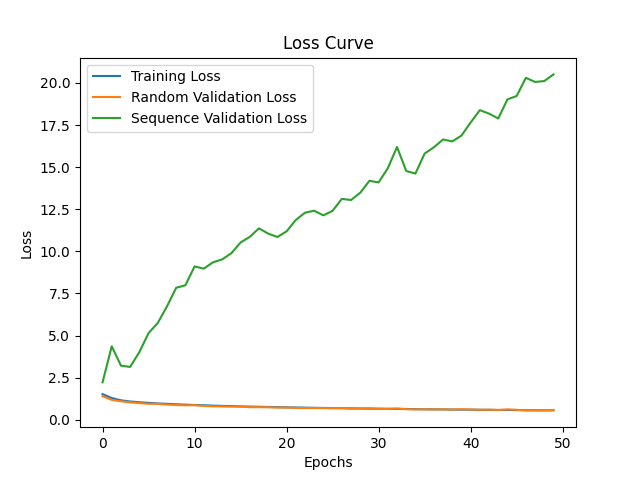 Loss Curve
Training Loss
Random Validation Loss
Sequence Validation Loss
Loss
20.0
17.5
15.0
12.5
10.0
7.5
5.0
2.5
0.0
0 10 20 30 40 50
Epochs